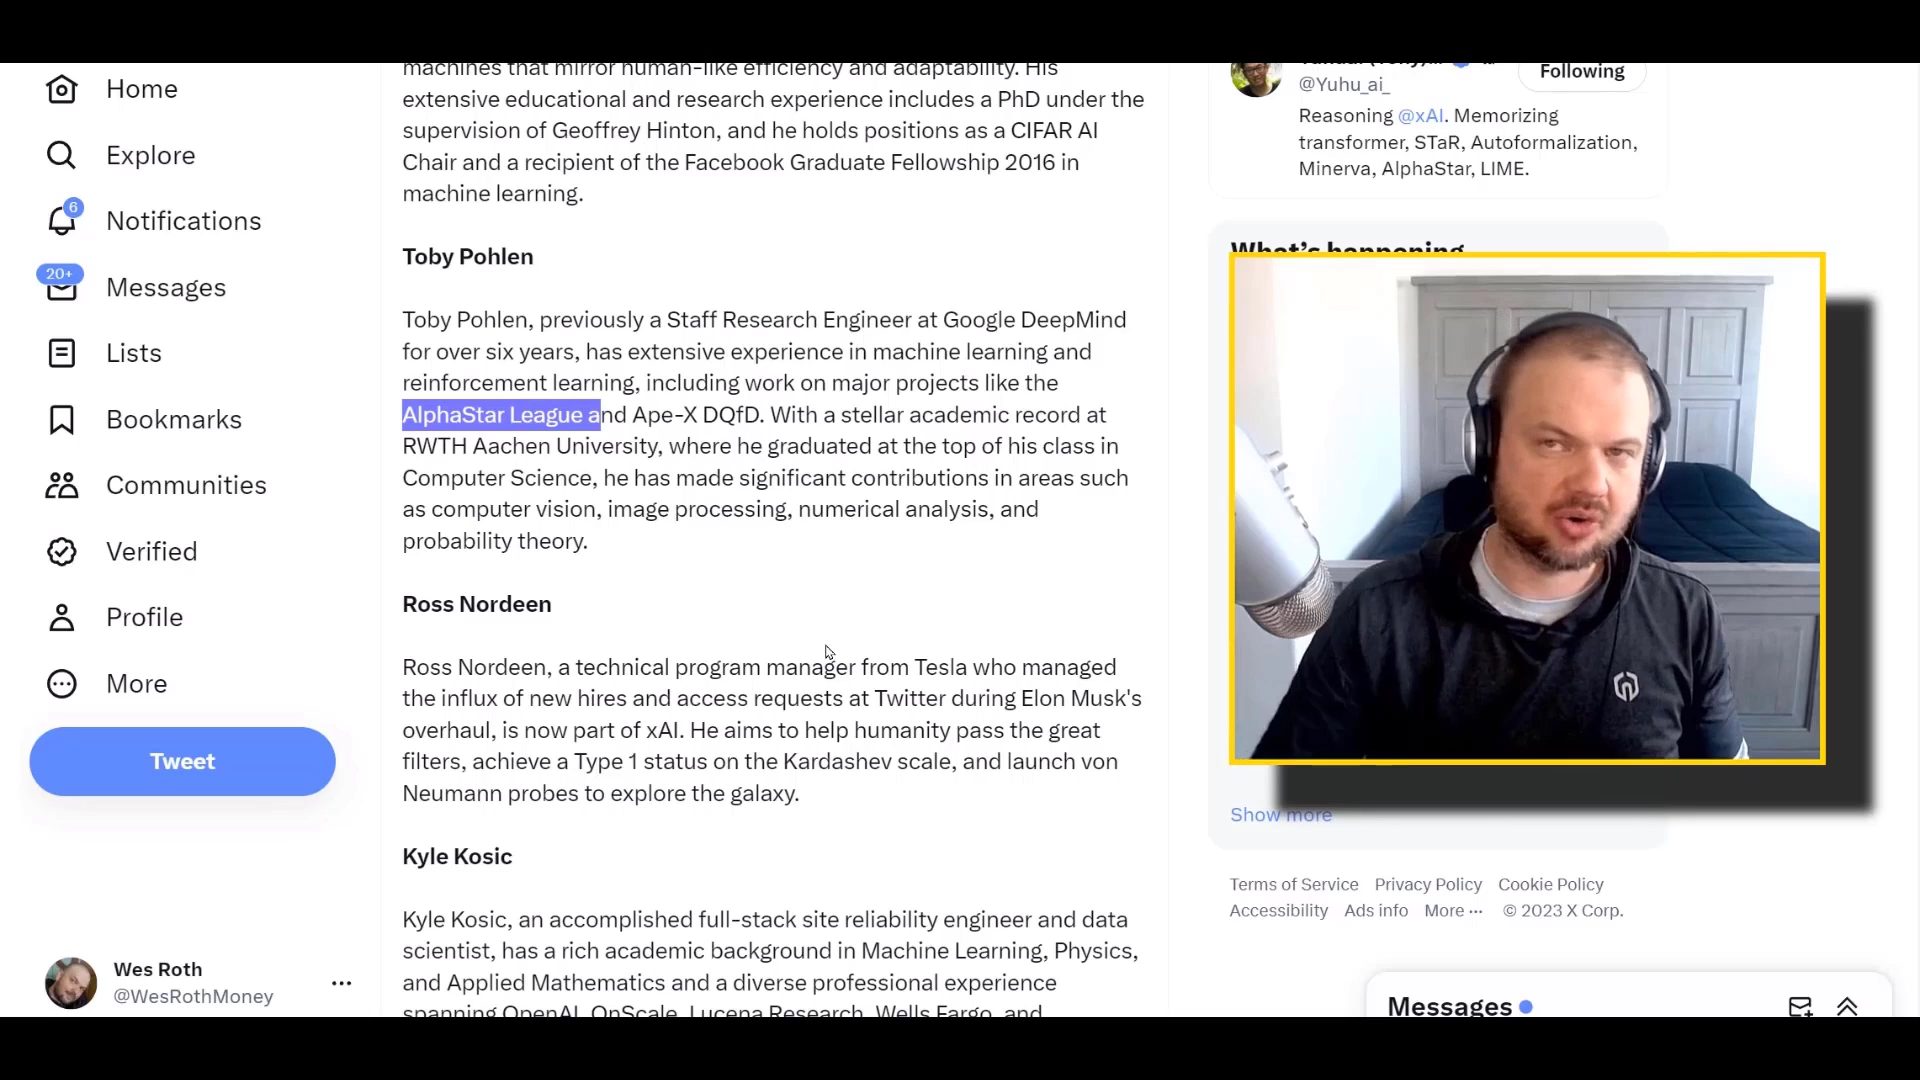 Home
Explore
6
Notifications
20+
Messages
Lists
Bookmarks
Communities
Verified
Profile
More
Tweet
Wes Roth
@WesRothMoney
machines that mirror human-like efficiency and adaptability. His
extensive educational and research experience includes a PhD under the
supervision of Geoffrey Hinton, and he holds positions as a CIFAR AI
Chair and a recipient of the Facebook Graduate Fellowship 2016 in
machine learning.
Toby Pohlen
Toby Pohlen, previously a Staff Research Engineer at Google DeepMind
for over six years, has extensive experience in machine learning and
reinforcement learning, including work on major projects like the
AlphaStar League and Ape-X DQfD. With a stellar academic record at
RWTH Aachen University, where he graduated at the top of his class in
Computer Science, he has made significant contributions in areas such
as computer vision, image processing, numerical analysis, and
probability theory.
Ross Nordeen
Ross Nordeen, a technical program manager from Tesla who managed
the influx of new hires and access requests at Twitter during Elon Musk's
overhaul, is now part of xAI. He aims to help humanity pass the great
filters, achieve a Type 1 status on the Kardashev scale, and launch von
Neumann probes to explore the galaxy.
Kyle Kosic
Kyle Kosic, an accomplished full-stack site reliability engineer and data
scientist, has a rich academic background in Machine Learning, Physics,
and Applied Mathematics and a diverse professional experience
spanning OpenAI, OnScale, Lucena Research, Wells Fargo, and
@Yuhu_ai_
Following
Reasoning @xAI. Memorizing
transformer, STaR, Autoformalization,
Minerva, AlphaStar, LIME.
What's happening
Show more
Terms of Service Privacy Policy Cookie Policy
Accessibility Ads info More ··· © 2023 X Corp.
Messages